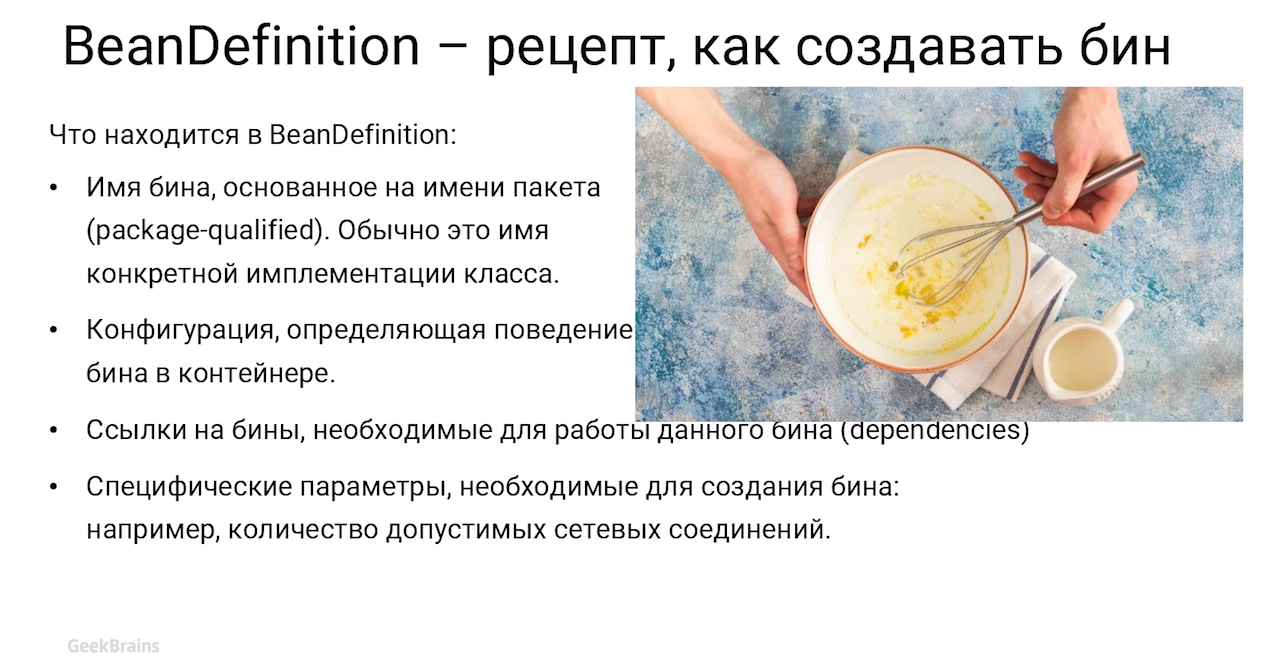 BeanDefinition – рецепт, как создавать бин
Что находится в BeanDefinition:
• Имя бина, основанное на имени пакета
(package-qualified). Обычно это имя
конкретной имплементации класса.
• Конфигурация, определяющая поведение
бина в контейнере.
• Ссылки на бины, необходимые для работы данного бина (dependencies)
• Специфические параметры, необходимые для создания бина:
например, количество допустимых сетевых соединений.
GeekBrains